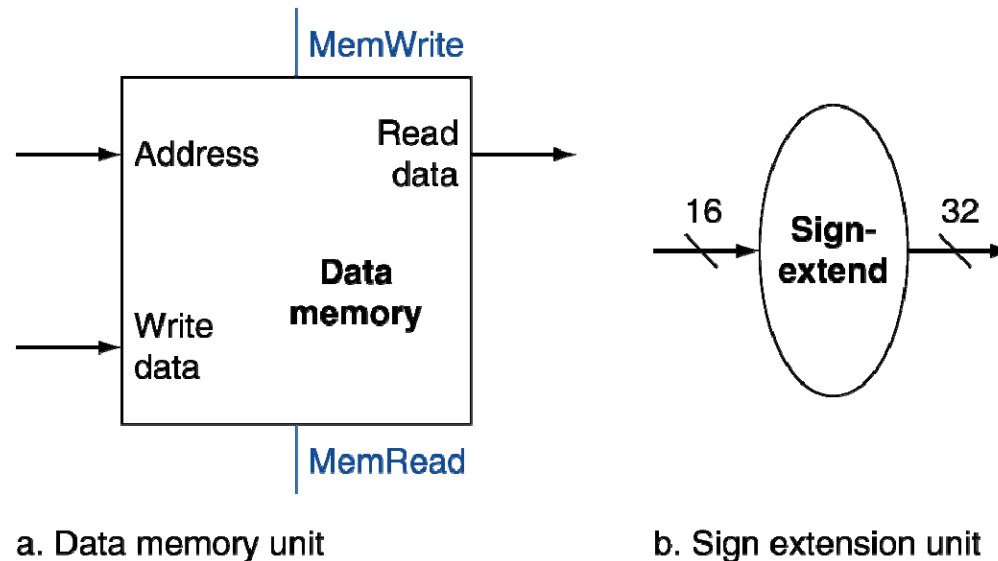 MemWrite
Address
Read
data
Data
memory
Write
data
MemRead
16
Sign-
extend
32
a. Data memory unit
b. Sign extension unit